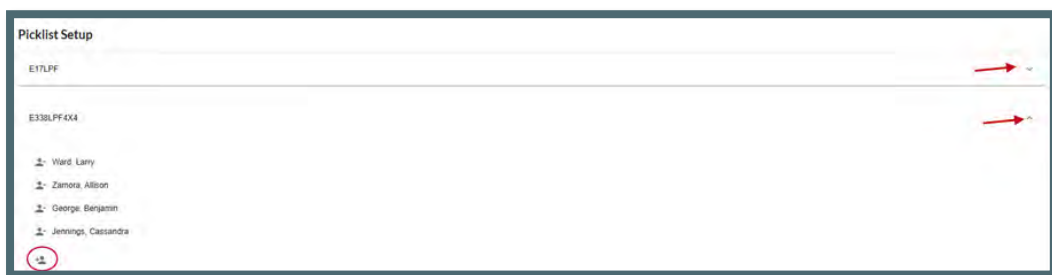 Picklist Setup
E17LPF
E338LPF4X4
Ward, Larry
Zamora, Allison
George, Benjamin
Jennings, Cassandra